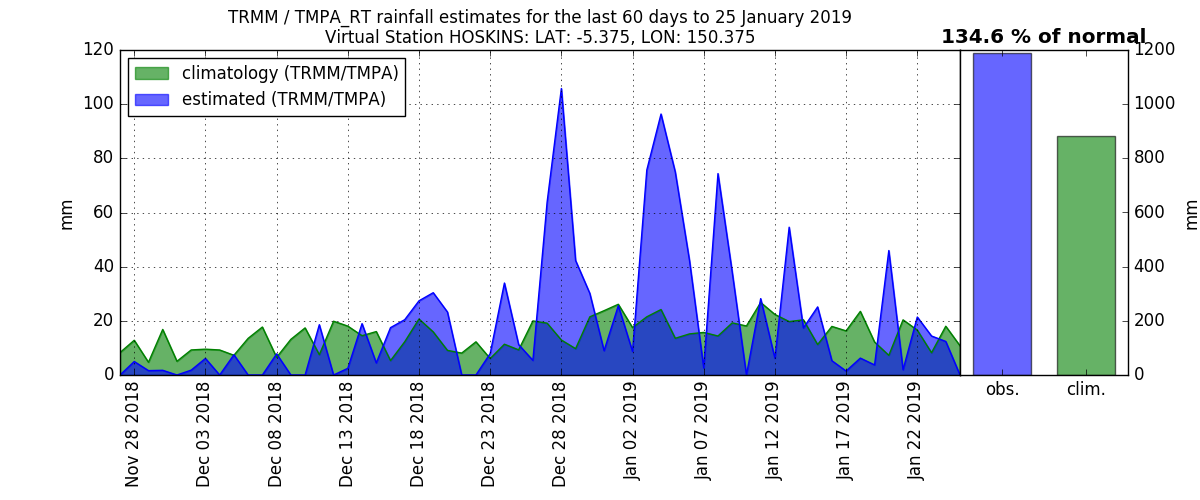 TRMM / TMPA_RT rainfall estimates for the last 60 days to 25 January 2019
Virtual Station HOSKINS: LAT: -5.375, LON: 150.375
134.6 % of normal
climatology (TRMM/TMPA)
estimated (TRMM/TMPA)
mm
120
100
80
60
40
20
0
Nov 28 2018
Dec 03 2018
Dec 08 2018
Dec 13 2018
Dec 18 2018
Dec 23 2018
Dec 28 2018
Jan 02 2019
Jan 07 2019
Jan 12 2019
Jan 17 2019
Jan 22 2019
obs.
clim.
1200
1000
800
600
400
200
0
mm